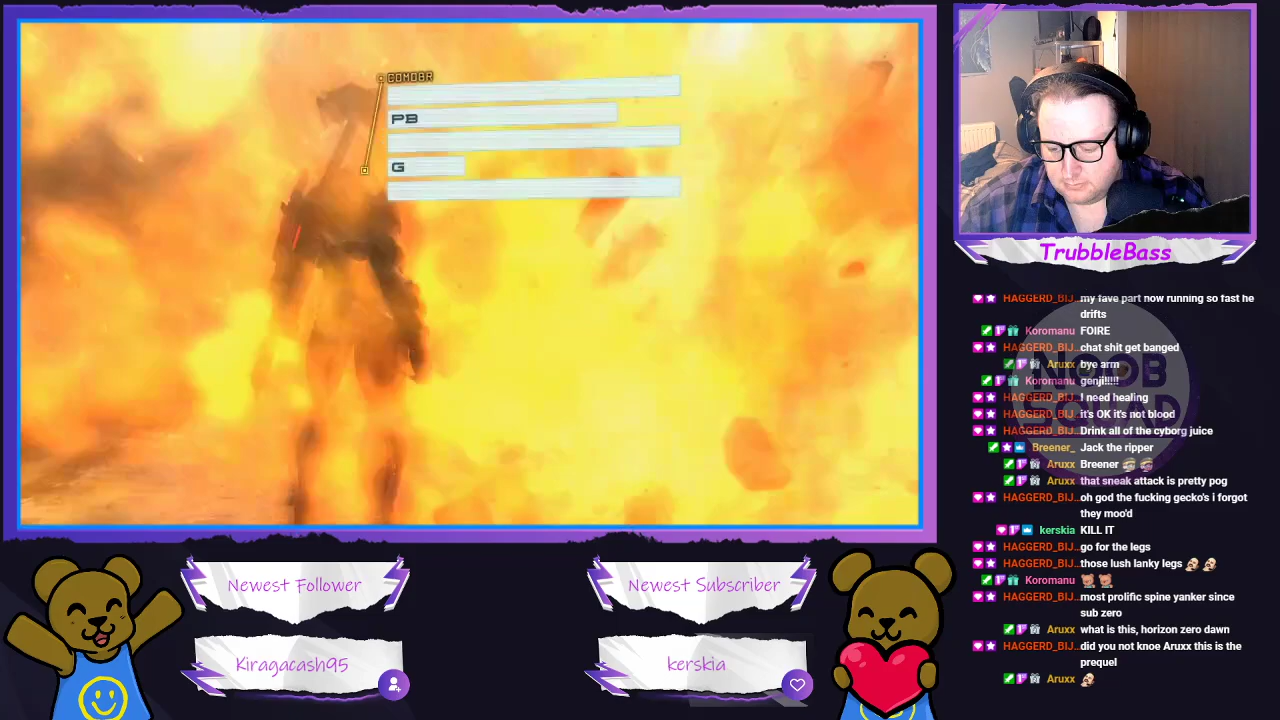 COMOBR
PB
G
TrubbleBass
HAGGERD_BIJ... my fave part now running so fast he
drifts
Koromanu FOIRE
HAGGERD_BIJ... chat shit get banged
Aruxx bye arm
Koromanu genji!!!!!
HAGGERD_BIJ... I need healing
HAGGERD_BIJ... it's OK it's not blood
HAGGERD_BIJ... Drink all of the cyborg juice
Breener_ Jack the ripper
Aruxx Breener
Aruxx that sneak attack is pretty pog
HAGGERD_BIJ... oh god the fucking gecko's i forgot
they moo'd
kerskia KILL IT
HAGGERD_BIJ... go for the legs
HAGGERD_BIJ... those lush lanky legs
Koromanu
HAGGERD_BIJ... most prolific spine yanker since
sub zero
Aruxx what is this, horizon zero dawn
HAGGERD_BIJ... did you not knoe Aruxx this is the
prequel
Aruxx
NOOB
SQUAD
Newest Follower
Newest Subscriber
Kiragacash95
kerskia